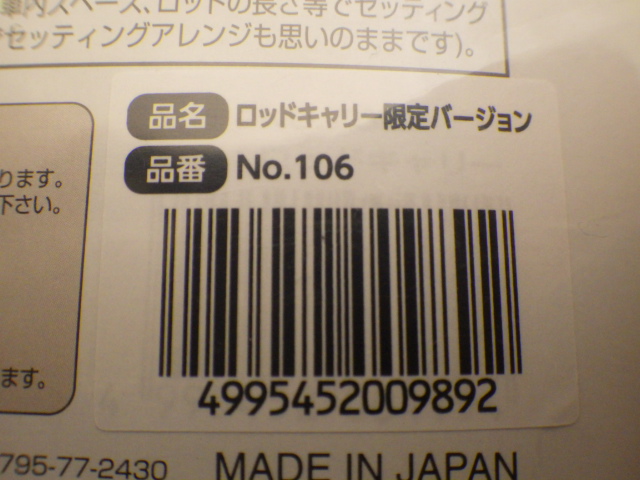 車内スペース、ロッドの長さ等でセッティング
でセッティングアレンジも思いのままです)。
品名 ロッドキャリー限定バージョン
品番 No.106
ります。
下さい。
4995452009892
ます。
795-77-2430
MADE IN JAPAN